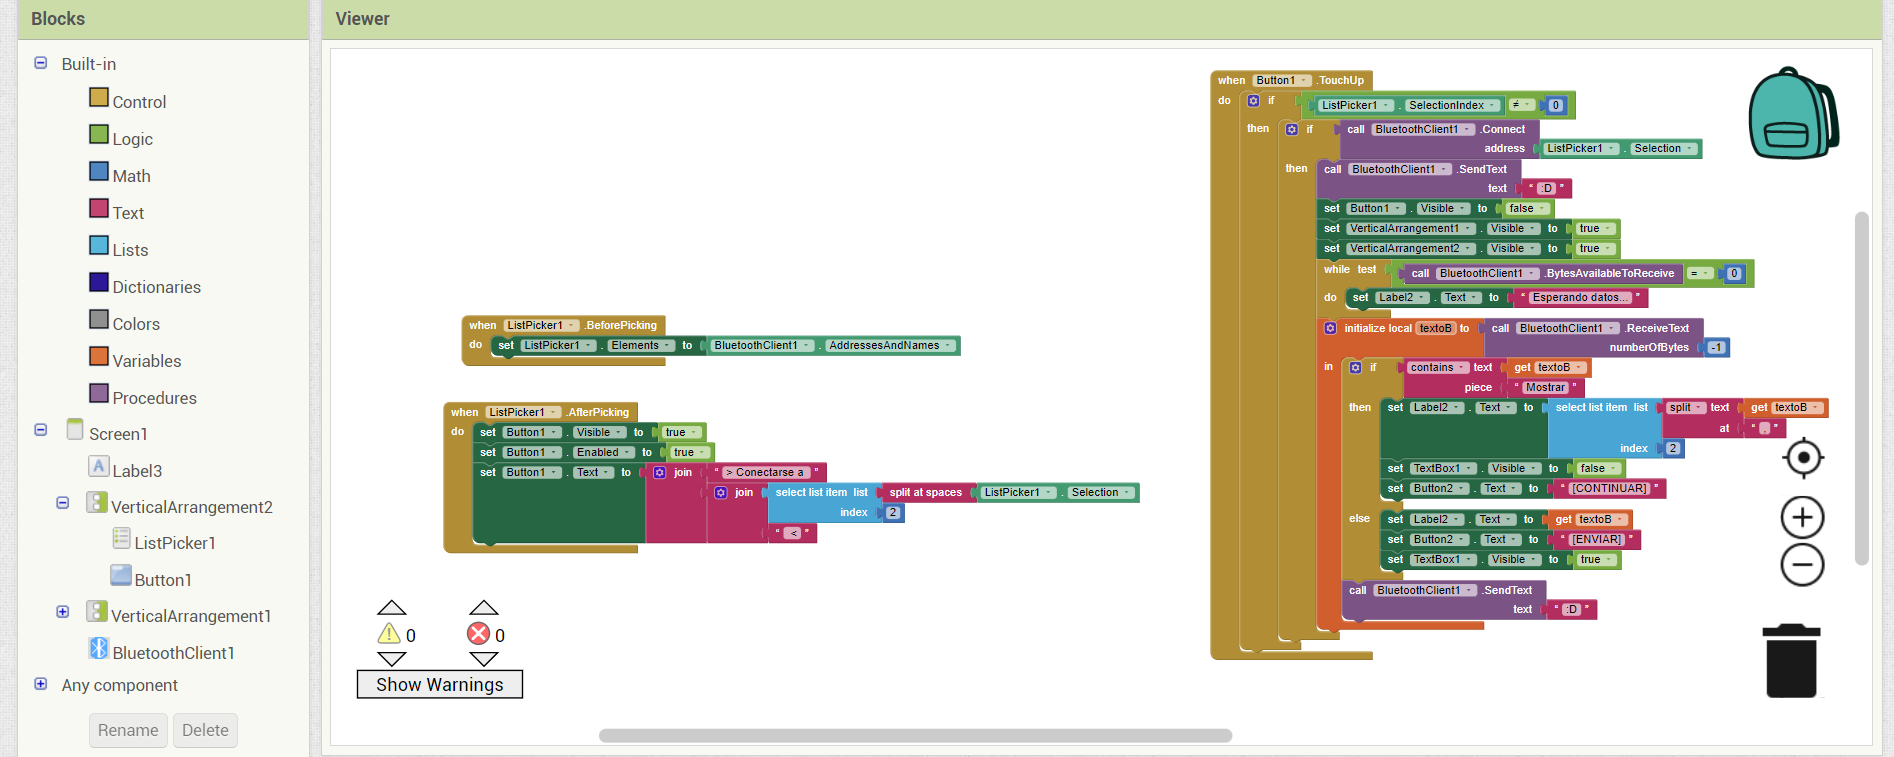 Blocks
Built-in
Control
Logic
Math
Text
Lists
Dictionaries
Colors
Variables
Procedures
Screen1
Label3
VerticalArrangement2
ListPicker1
Button1
VerticalArrangement1
BluetoothClient1
Any component
Rename Delete
Viewer
when ListPicker1 .BeforePicking
do set ListPicker1 . Elements to BluetoothClient1 . AddressesAndNames
when ListPicker1 .AfterPicking
do set Button1 . Visible to true
set Button1 . Enabled to true
set Button1 . Text to join " > Conectarse a "
join select list item list split at spaces ListPicker1 . Selection
index 2
" < "
0 0
Show Warnings
when Button1 .TouchUp
do if ListPicker1 . SelectionIndex ≠ 0
then if call BluetoothClient1 .Connect
address ListPicker1 . Selection
then call BluetoothClient1 .SendText
text " :D "
set Button1 . Visible to false
set VerticalArrangement1 . Visible to true
set VerticalArrangement2 . Visible to true
while test call BluetoothClient1 .BytesAvailableToReceive = 0
do set Label2 . Text to " Esperando datos... "
initialize local textoB to call BluetoothClient1 .ReceiveText
numberOfBytes -1
in if contains text get textoB
piece " Mostrar "
then set Label2 . Text to select list item list split text get textoB
at " "
index 2
set TextBox1 . Visible to false
set Button2 . Text to " [CONTINUAR] "
else set Label2 . Text to get textoB
set Button2 . Text to " [ENVIAR] "
set TextBox1 . Visible to true
call BluetoothClient1 .SendText
text " :D "